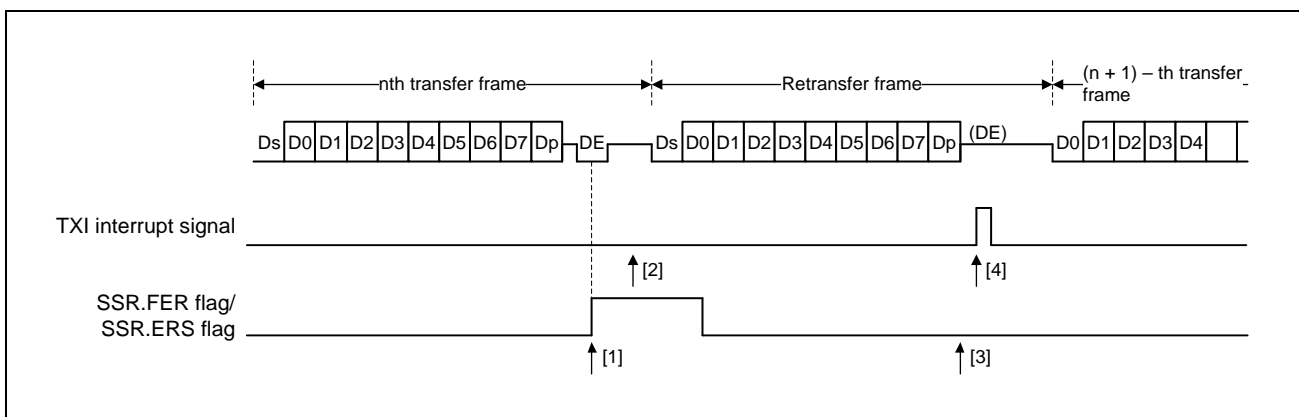 nth transfer frame
Retransfer frame
(n + 1) – th transfer
frame
Ds D0 D1 D2 D3 D4 D5 D6 D7 Dp DE Ds D0 D1 D2 D3 D4 D5 D6 D7 Dp (DE) D0 D1 D2 D3 D4
TXI interrupt signal
[2]
[4]
SSR.FER flag/
SSR.ERS flag
[1]
[3]